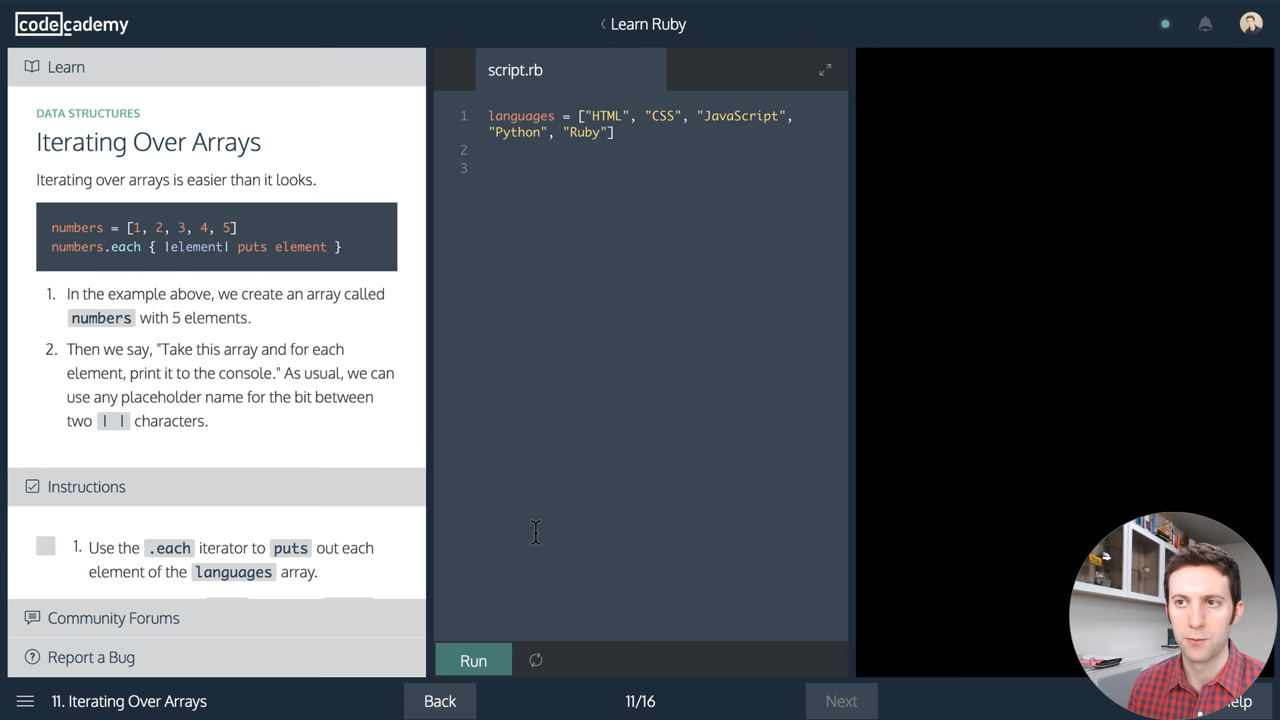 codecademy
Learn Ruby
Learn
script.rb
DATA STRUCTURES
Iterating Over Arrays
Iterating over arrays is easier than it looks.
numbers = [1, 2, 3, 4, 5]
numbers.each { |element| puts element }
1. In the example above, we create an array called
numbers with 5 elements.
2. Then we say, "Take this array and for each
element, print it to the console." As usual, we can
use any placeholder name for the bit between
two | | characters.
Instructions
1. Use the .each iterator to puts out each
element of the languages array.
Community Forums
Report a Bug
1 languages = ["HTML", "CSS", "JavaScript",
"Python", "Ruby"]
2
3
Run
11. Iterating Over Arrays
Back
11/16
Next